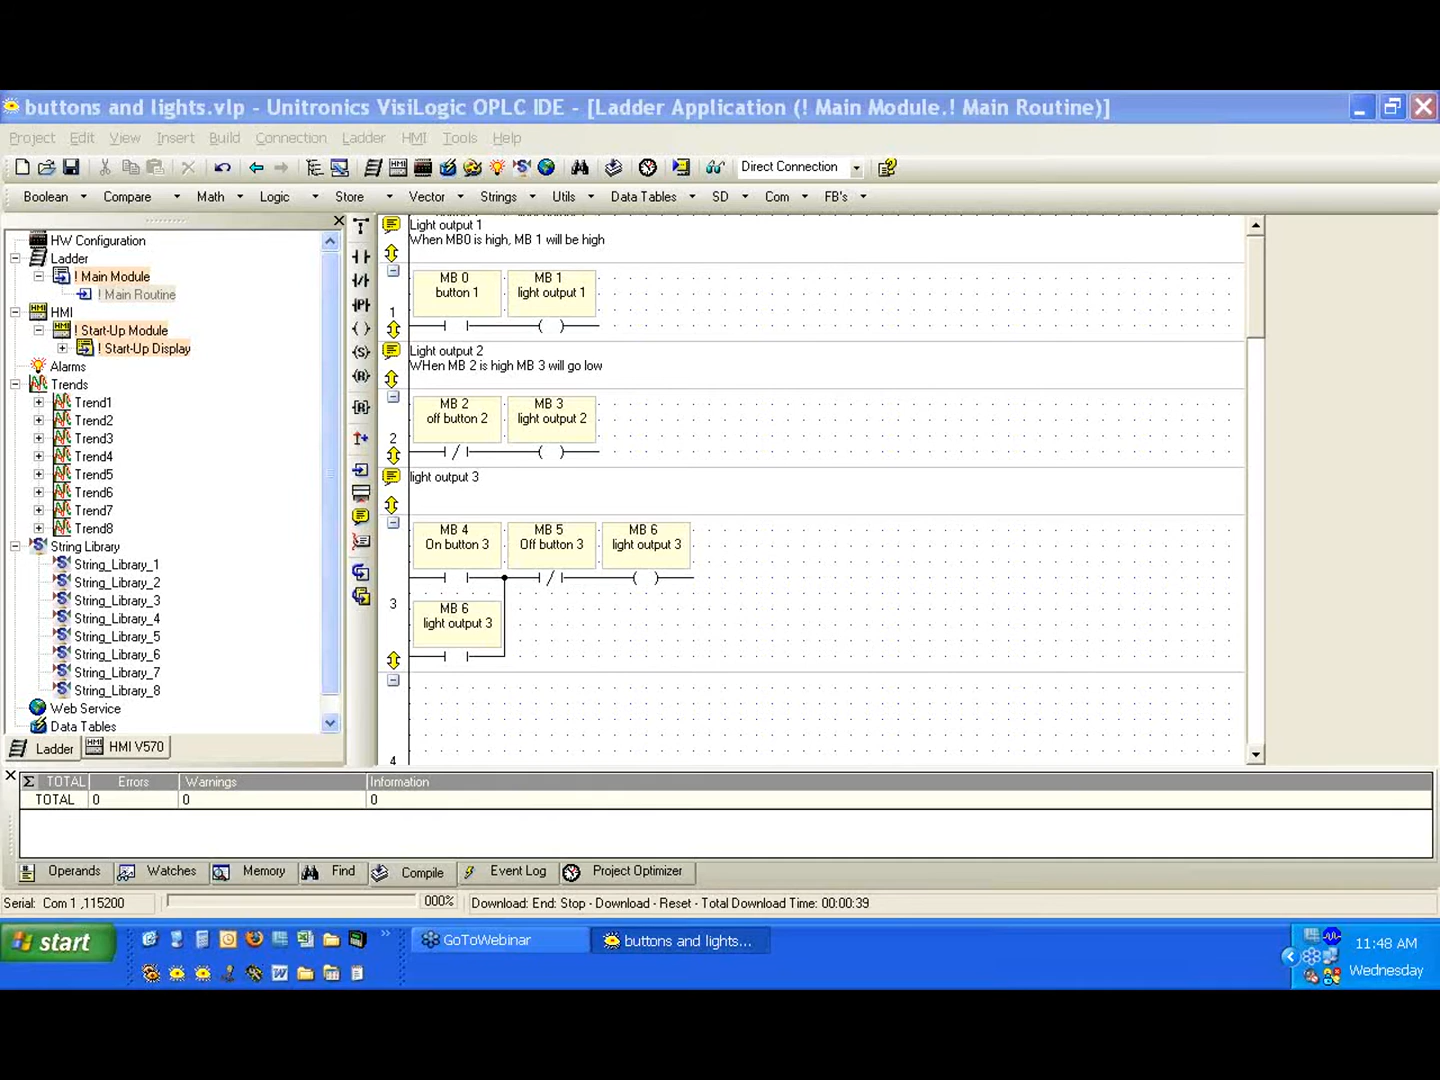 buttons and lights.vlp - Unitronics VisiLogic OPLC IDE - [Ladder Application (! Main Module.! Main Routine)]
Project Edit View Insert Build Connection Ladder HMI Tools Help
Direct Connection
Boolean Compare Math Logic Store Vector Strings Utils Data Tables SD Com FB's
HW Configuration
Ladder
! Main Module
! Main Routine
HMI
! Start-Up Module
! Start-Up Display
Alarms
Trends
Trend1
Trend2
Trend3
Trend4
Trend5
Trend6
Trend7
Trend8
String Library
String_Library_1
String_Library_2
String_Library_3
String_Library_4
String_Library_5
String_Library_6
String_Library_7
String_Library_8
Web Service
Data Tables
Ladder HMI V570
Light output 1
When MB0 is high, MB 1 will be high
MB 0 MB 1
button 1 light output 1
1
Light output 2
WHen MB 2 is high MB 3 will go low
MB 2 MB 3
off button 2 light output 2
2
light output 3
MB 4 MB 5 MB 6
On button 3 Off button 3 light output 3
3
MB 6
light output 3
4
TOTAL Errors Warnings Information
TOTAL 0 0 0
Operands Watches Memory Find Compile Event Log Project Optimizer
Serial: Com 1 ,115200 000% Download: End: Stop - Download - Reset - Total Download Time: 00:00:39
start GoToWebinar buttons and lights... 11:48 AM
Wednesday